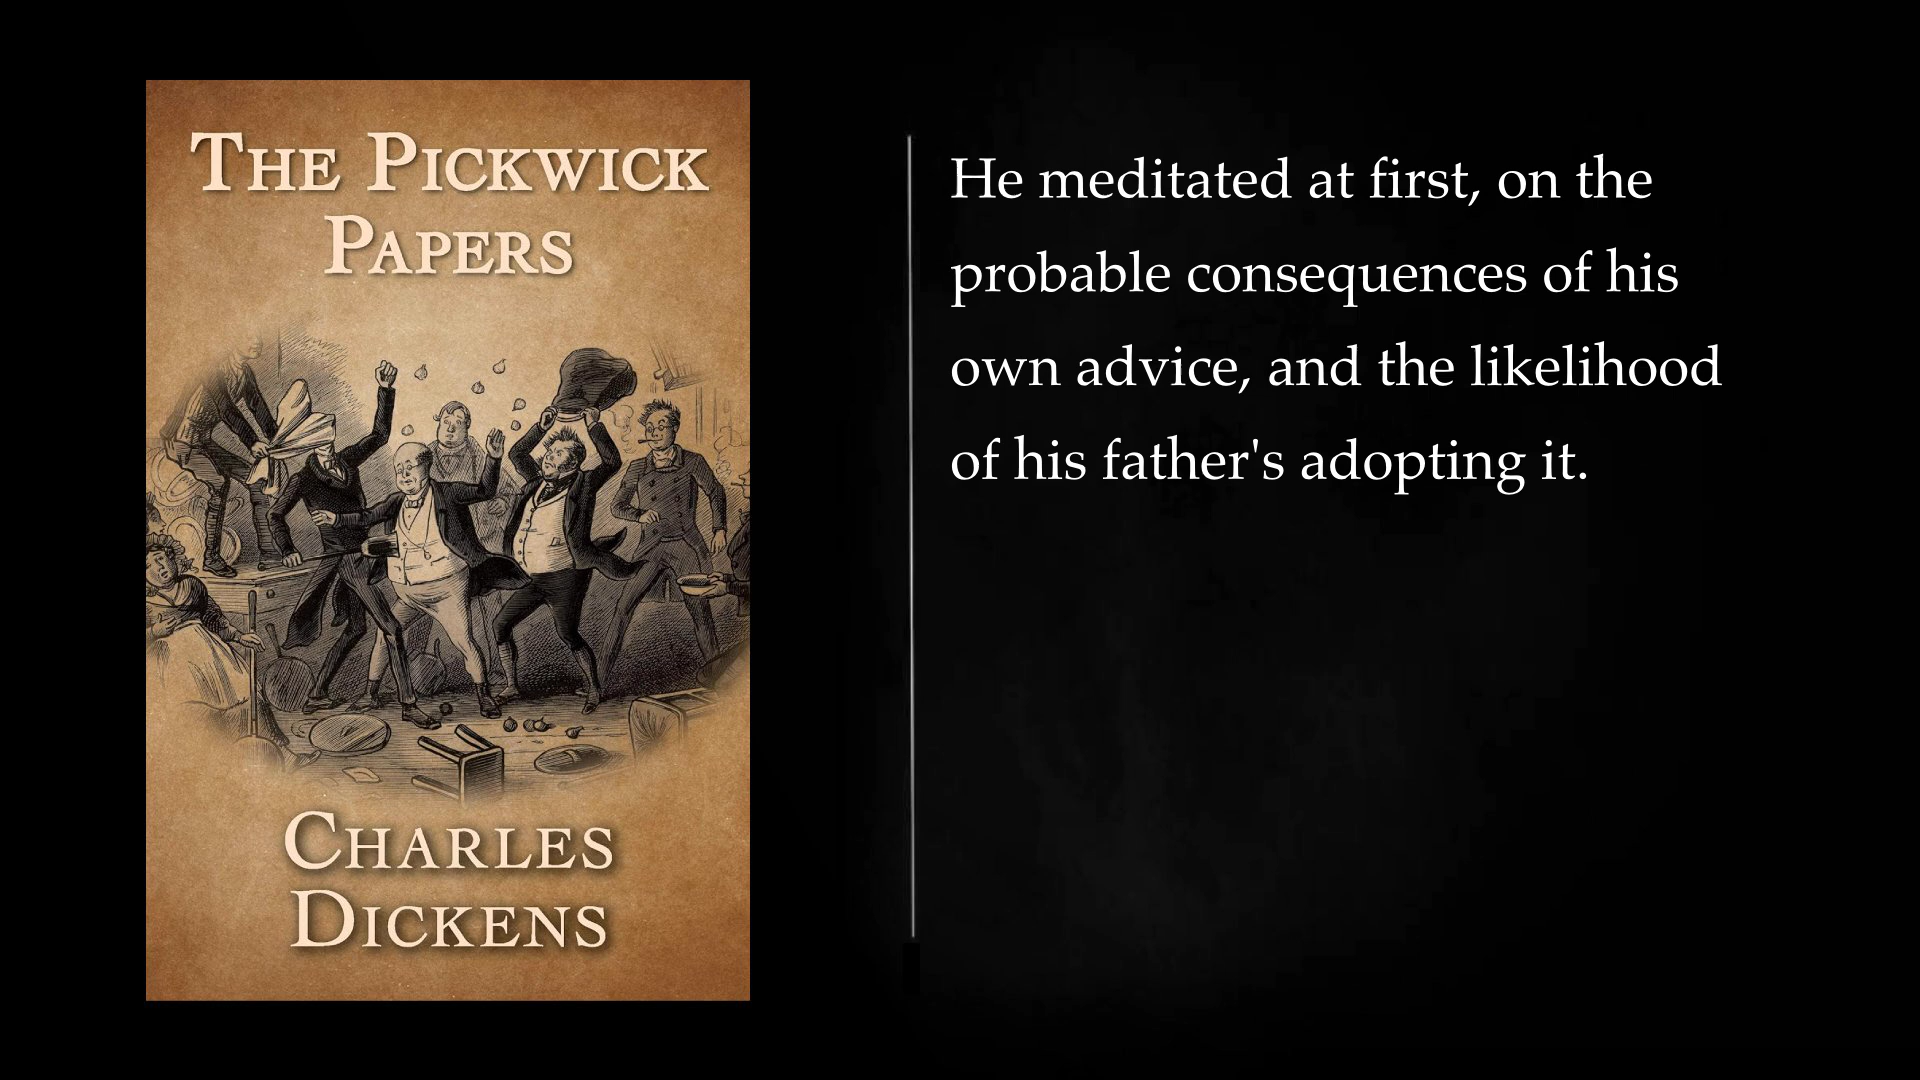 The Pickwick
Papers
Charles
Dickens
He meditated at first, on the
probable consequences of his
own advice, and the likelihood
of his father's adopting it.